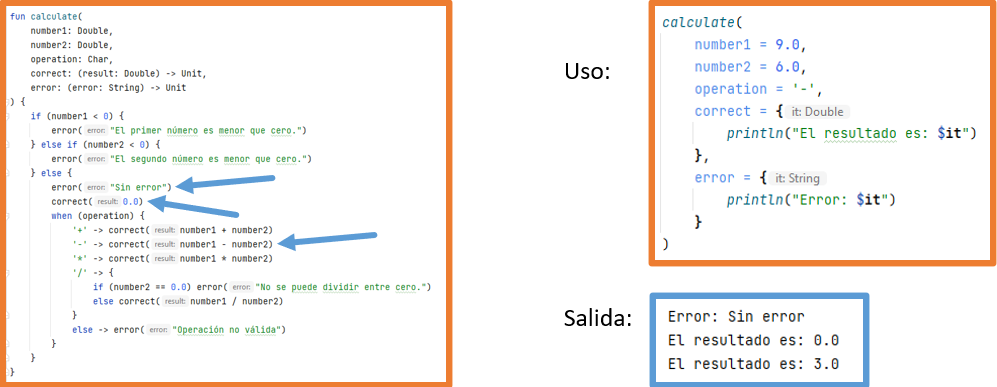 fun calculate(
number1: Double,
number2: Double,
operation: Char,
correct: (result: Double) -> Unit,
error: (error: String) -> Unit
) {
if (number1 < 0) {
error( error: "El primer número es menor que cero.")
} else if (number2 < 0) {
error( error: "El segundo número es menor que cero.")
} else {
error( error: "Sin error")
correct( result: 0.0)
when (operation) {
'+' -> correct( result: number1 + number2)
'-' -> correct( result: number1 - number2)
'*' -> correct( result: number1 * number2)
'/' -> {
if (number2 == 0.0) error( error: "No se puede dividir entre cero.")
else correct( result: number1 / number2)
}
else -> error( error: "Operación no válida")
}
}
}
Uso:
calculate(
number1 = 9.0,
number2 = 6.0,
operation = '-',
correct = { it: Double
println("El resultado es: $it")
},
error = { it: String
println("Error: $it")
}
)
Salida:
Error: Sin error
El resultado es: 0.0
El resultado es: 3.0